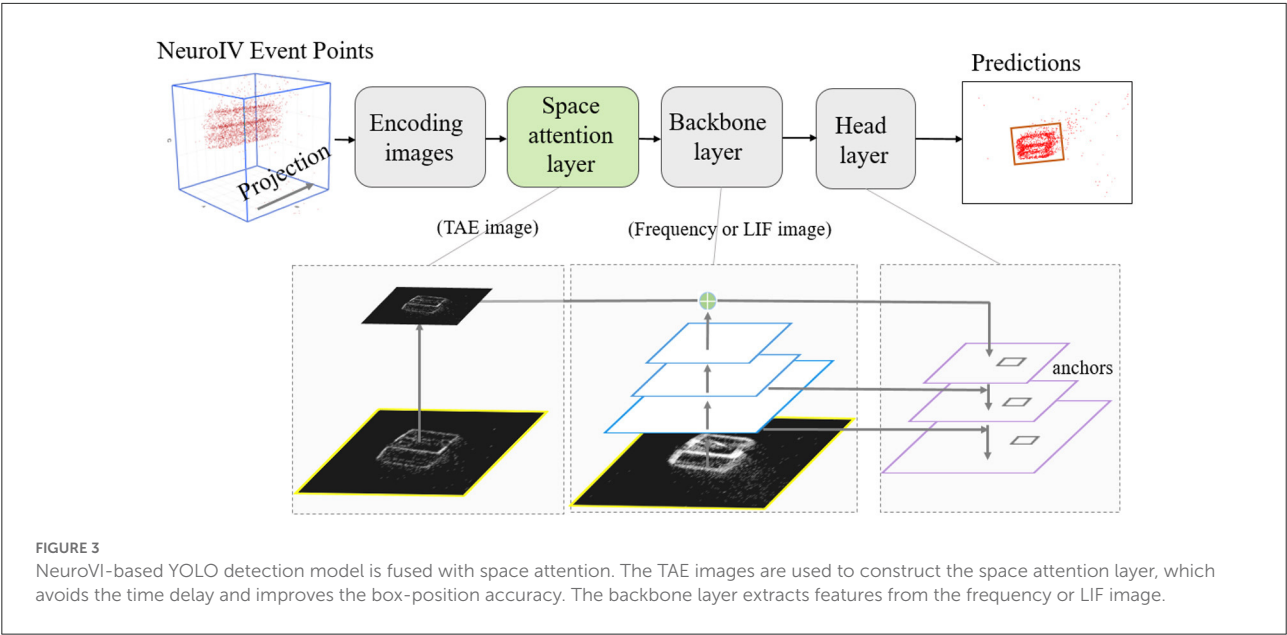 NeuroIV Event Points
Projection
Encoding
images
Space
attention
layer
Backbone
layer
Head
layer
Predictions
(TAE image)
(Frequency or LIF image)
anchors
FIGURE 3
NeuroVI-based YOLO detection model is fused with space attention. The TAE images are used to construct the space attention layer, which
avoids the time delay and improves the box-position accuracy. The backbone layer extracts features from the frequency or LIF image.